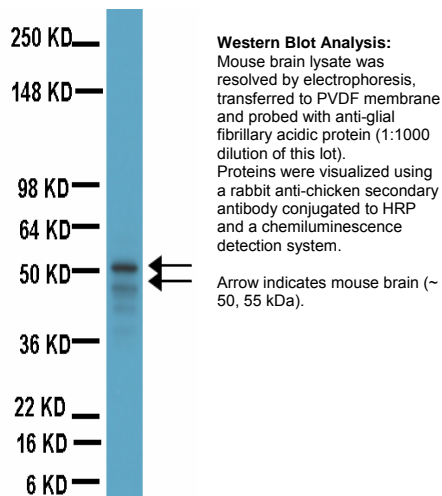 250 KD
148 KD
98 KD
64 KD
50 KD
36 KD
22 KD
16 KD
6 KD
Western Blot Analysis:
Mouse brain lysate was
resolved by electrophoresis,
transferred to PVDF membrane
and probed with anti-glial
fibrillary acidic protein (1:1000
dilution of this lot).
Proteins were visualized using
a rabbit anti-chicken secondary
antibody conjugated to HRP
and a chemiluminescence
detection system.
Arrow indicates mouse brain (~
50, 55 kDa).